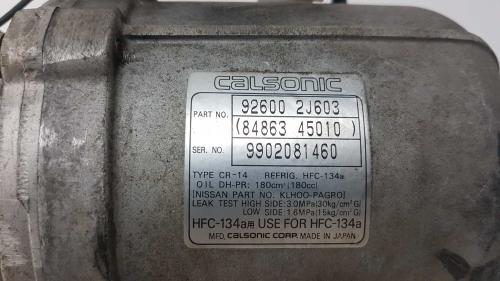 calsonic
PART NO. 92600 2J603
(84863 45010)
SER. NO. 9902081460
TYPE CR-14 REFRIG. HFC-134a
OIL DH-PR: 180cm³(180cc)
[NISSAN PART NO. KLH00-PAGR0]
LEAK TEST HIGH SIDE: 3.0MPa(30kg/cm²G)
LOW SIDE: 1.6MPa(15kg/cm²G)
HFC-134a用 USE FOR HFC-134a
MFD. CALSONIC CORP. MADE IN JAPAN